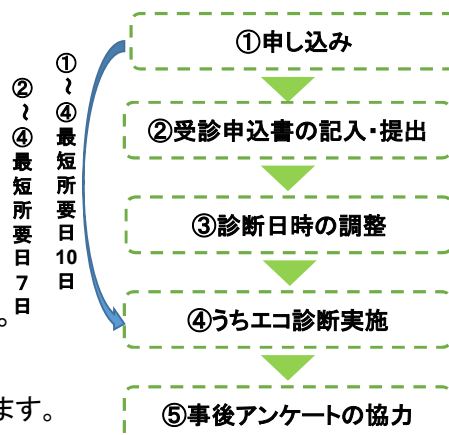 ①申し込み
②受診申込書の記入・提出
③診断日時の調整
④うちエコ診断実施
⑤事後アンケートの協力
①～④最短所要日10日
②～④最短所要日7日
。
ます。